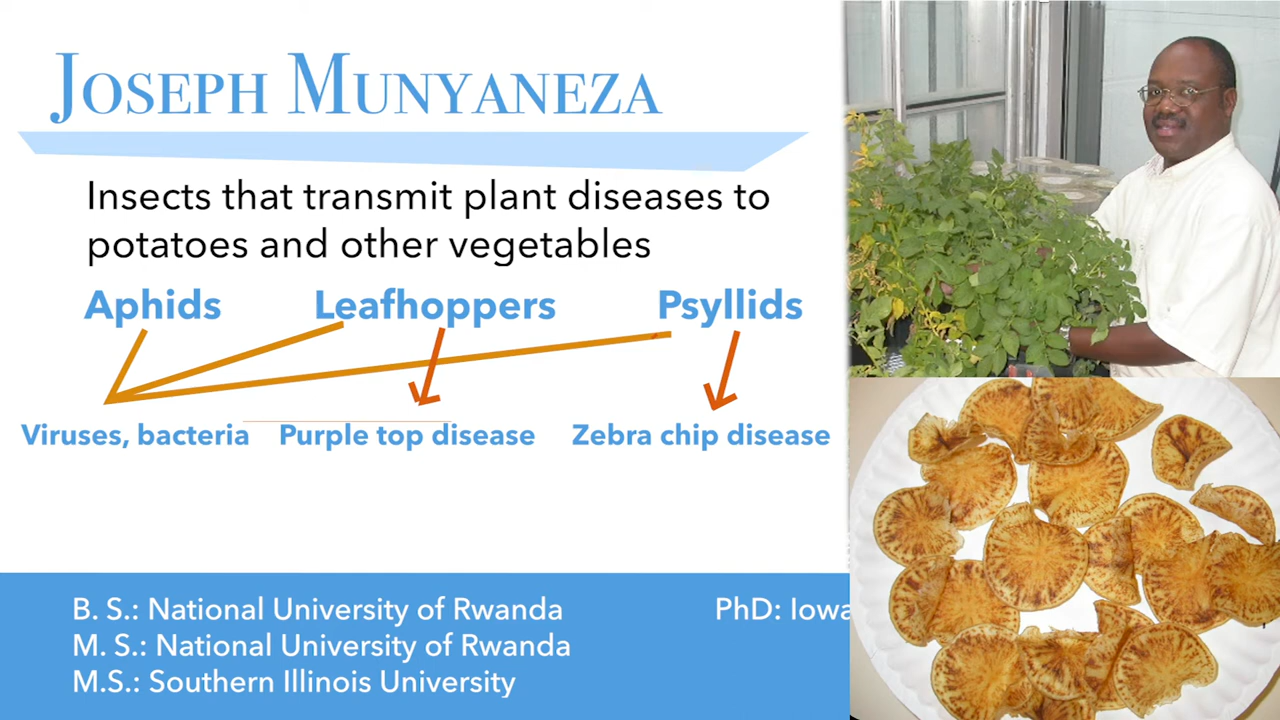 JOSEPH MUNYANEZA
Insects that transmit plant diseases to
potatoes and other vegetables
Aphids Leafhoppers Psyllids
Viruses, bacteria Purple top disease Zebra chip disease
B. S.: National University of Rwanda PhD: Iowa
M. S.: National University of Rwanda
M.S.: Southern Illinois University